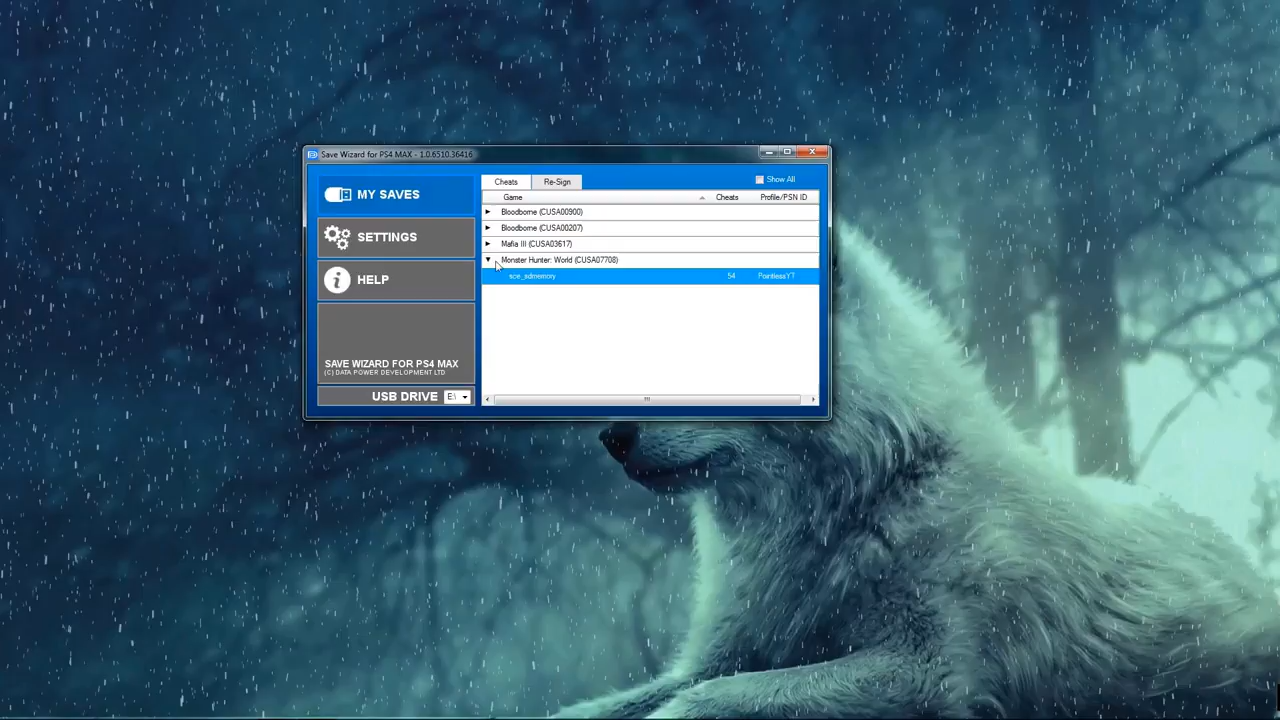 Save Wizard for PS4 MAX - 1.0.6510.36416
MY SAVES
SETTINGS
HELP
SAVE WIZARD FOR PS4 MAX
(C) DATA POWER DEVELOPMENT LTD
USB DRIVE E:\
Cheats Re-Sign Show All
Game Cheats Profile/PSN ID
Bloodborne (CUSA00900)
Bloodborne (CUSA00207)
Mafia III (CUSA03617)
Monster Hunter: World (CUSA07708)
sce_sdmemory 54 PointlessYT